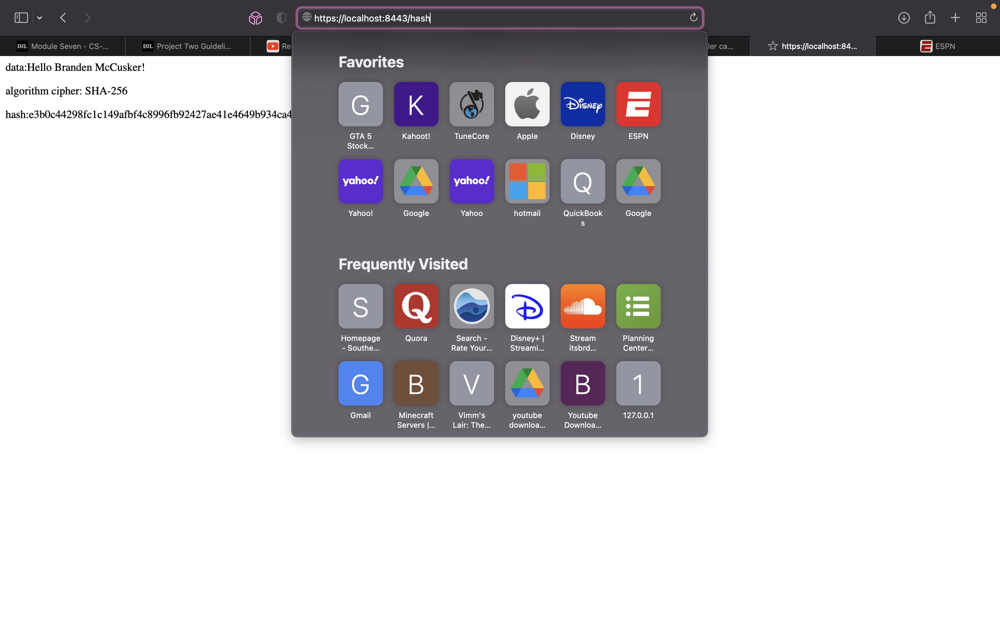 https://localhost:8443/hash
D2L Module Seven - CS-...
D2L Project Two Guideli...
Re
ler ca...
https://localhost:84...
ESPN
data:Hello Branden McCusker!
algorithm cipher: SHA-256
hash:e3b0c44298fc1c149afbf4c8996fb92427ae41e4649b934ca4
Favorites
G
K
Disney
GTA 5
Stock...
Kahoot!
TuneCore
Apple
Disney
ESPN
yahoo!
yahoo!
Q
Yahoo!
Google
Yahoo
hotmail
QuickBook
s
Google
Frequently Visited
S
Q
D
Homepage
- Southe...
Quora
Search -
Rate Your...
Disney+ |
Streami...
Stream
itsbrd...
Planning
Center...
G
B
V
B
1
Gmail
Minecraft
Servers |...
Vimm's
Lair: The...
youtube
downloa...
Youtube
Downloa...
127.0.0.1